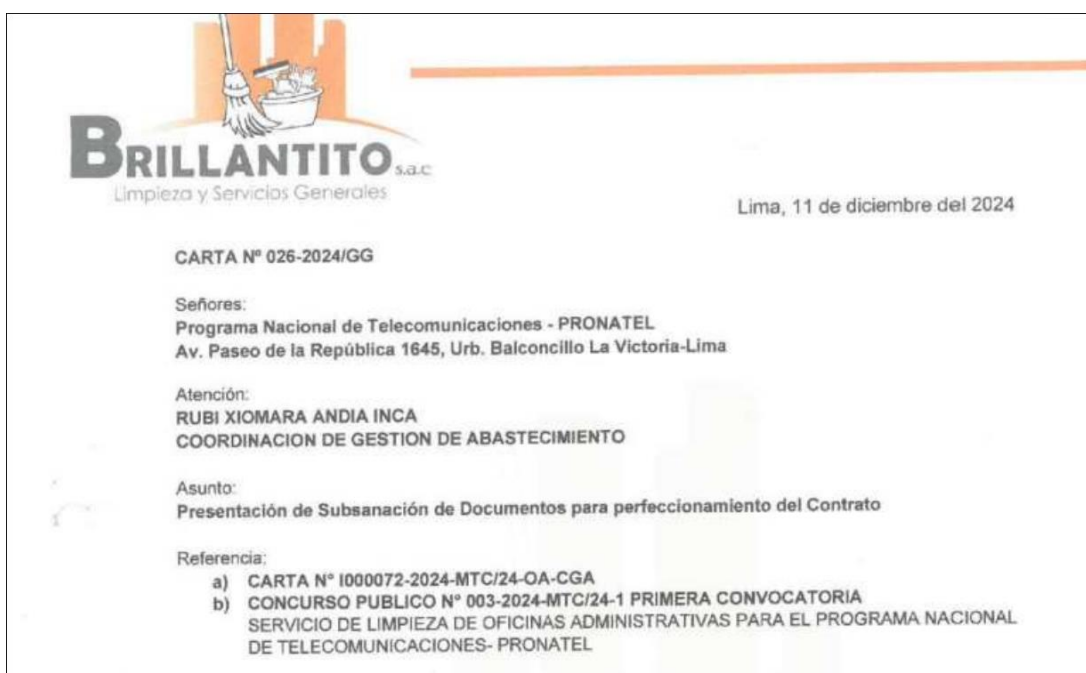 BRILLANTITO s.a.c
Limpieza y Servicios Generales
Lima, 11 de diciembre del 2024
CARTA Nº 026-2024/GG
Señores:
Programa Nacional de Telecomunicaciones - PRONATEL
Av. Paseo de la República 1645, Urb. Balconcillo La Victoria-Lima
Atención:
RUBI XIOMARA ANDIA INCA
COORDINACION DE GESTION DE ABASTECIMIENTO
Asunto:
Presentación de Subsanación de Documentos para perfeccionamiento del Contrato
Referencia:
a) CARTA Nº I000072-2024-MTC/24-OA-CGA
b) CONCURSO PUBLICO Nº 003-2024-MTC/24-1 PRIMERA CONVOCATORIA
SERVICIO DE LIMPIEZA DE OFICINAS ADMINISTRATIVAS PARA EL PROGRAMA NACIONAL
DE TELECOMUNICACIONES- PRONATEL